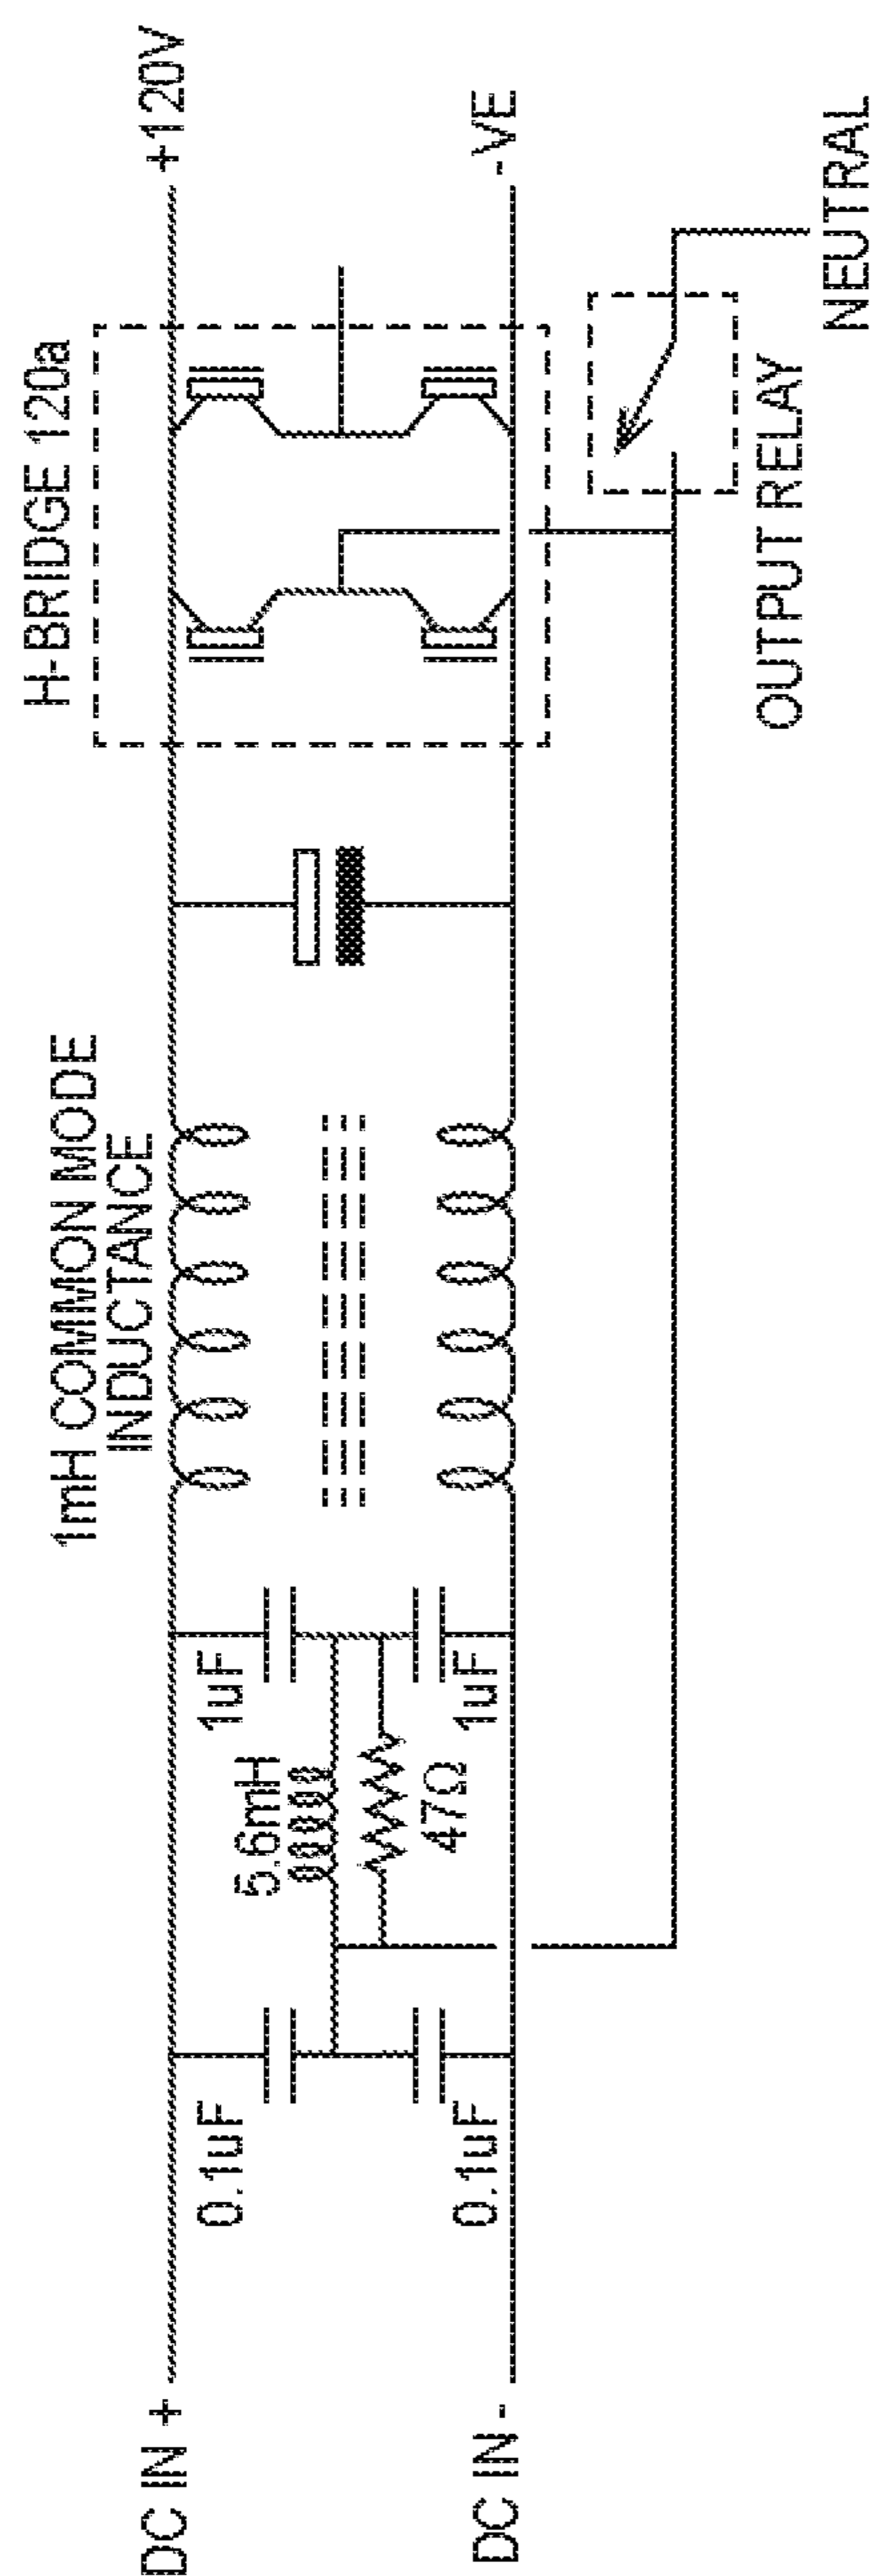 DC IN +
DC IN -
0.1uF
0.1uF
5.6mH
47Ω
1uF
1uF
1mH COMMON MODE
INDUCTANCE
H-BRIDGE 120a
+120V
-VE
OUTPUT RELAY
NEUTRAL